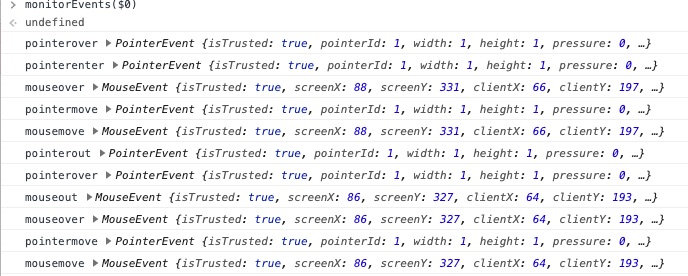 > monitorEvents($0)
<· undefined
pointerover ▶ PointerEvent {isTrusted: true, pointerId: 1, width: 1, height: 1, pressure: 0, …}
pointerenter ▶ PointerEvent {isTrusted: true, pointerId: 1, width: 1, height: 1, pressure: 0, …}
mouseover ▶ MouseEvent {isTrusted: true, screenX: 88, screenY: 331, clientX: 66, clientY: 197, …}
pointermove ▶ PointerEvent {isTrusted: true, pointerId: 1, width: 1, height: 1, pressure: 0, …}
mousemove ▶ MouseEvent {isTrusted: true, screenX: 88, screenY: 331, clientX: 66, clientY: 197, …}
pointerout ▶ PointerEvent {isTrusted: true, pointerId: 1, width: 1, height: 1, pressure: 0, …}
pointerover ▶ PointerEvent {isTrusted: true, pointerId: 1, width: 1, height: 1, pressure: 0, …}
mouseout ▶ MouseEvent {isTrusted: true, screenX: 86, screenY: 327, clientX: 64, clientY: 193, …}
mouseover ▶ MouseEvent {isTrusted: true, screenX: 86, screenY: 327, clientX: 64, clientY: 193, …}
pointermove ▶ PointerEvent {isTrusted: true, pointerId: 1, width: 1, height: 1, pressure: 0, …}
mousemove ▶ MouseEvent {isTrusted: true, screenX: 86, screenY: 327, clientX: 64, clientY: 193, …}